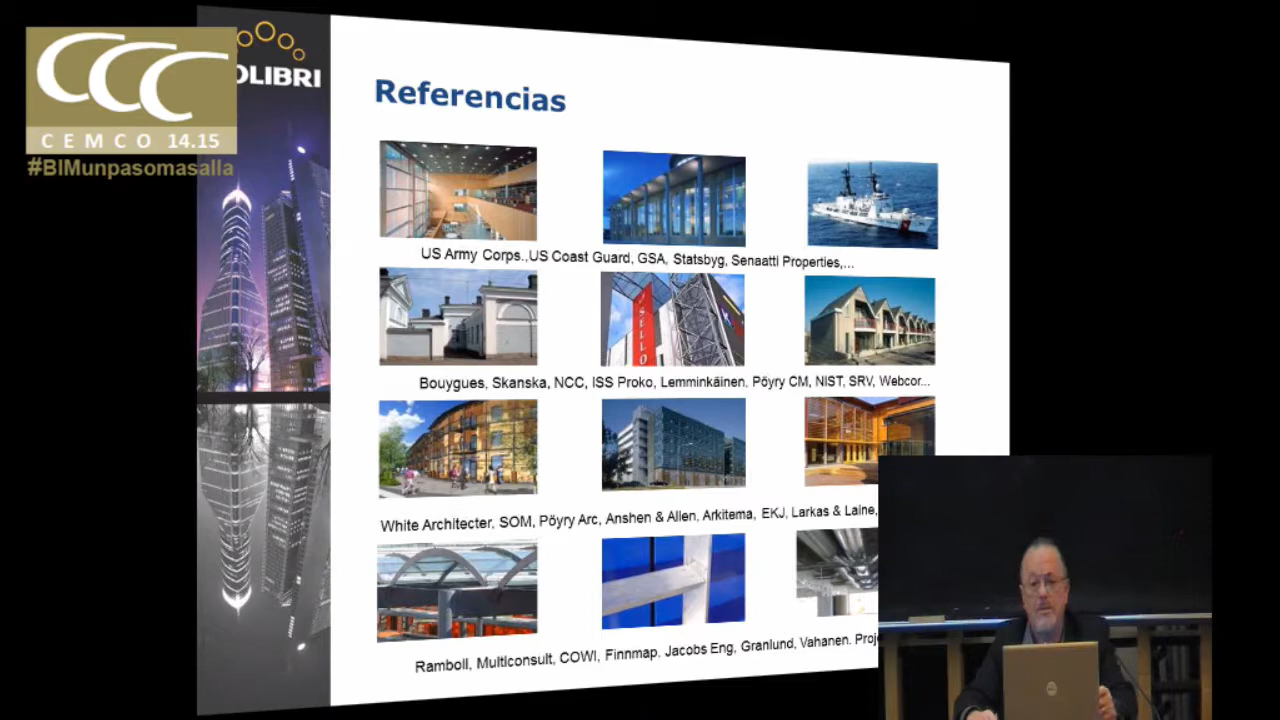 CCC
CEMCO 14.15
#BIMunpasomasalla
OLIBRI
Referencias
US Army Corps.,US Coast Guard, GSA, Statsbyg, Senaatti Properties,...
SELLO
Bouygues, Skanska, NCC, ISS Proko, Lemminkäinen, Pöyry CM, NIST, SRV, Webcor...
White Architecter, SOM, Pöyry Arc, Anshen & Allen, Arkitema, EKJ, Larkas & Laine,
Ramboll, Multiconsult, COWI, Finnmap, Jacobs Eng, Granlund, Vahanen. Proj